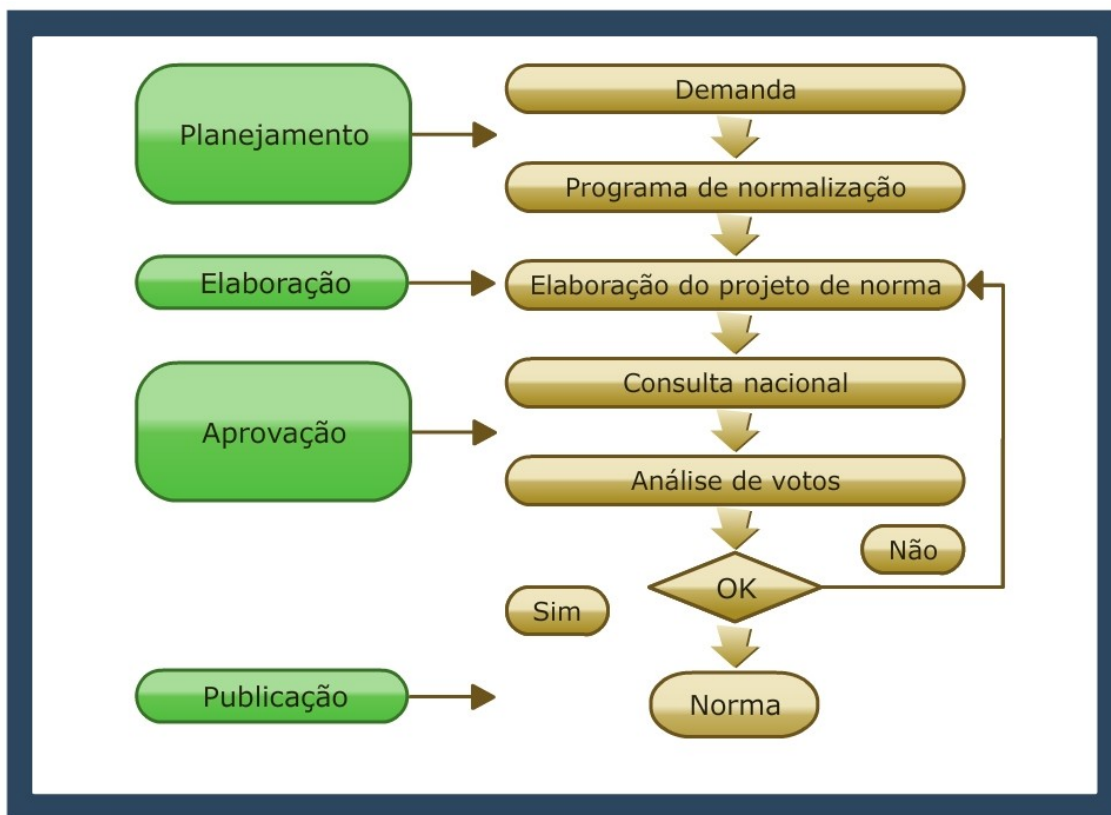 Planejamento
Demanda
Programa de normalização
Elaboração
Elaboração do projeto de norma
Aprovação
Consulta nacional
Análise de votos
Não
OK
Sim
Publicação
Norma